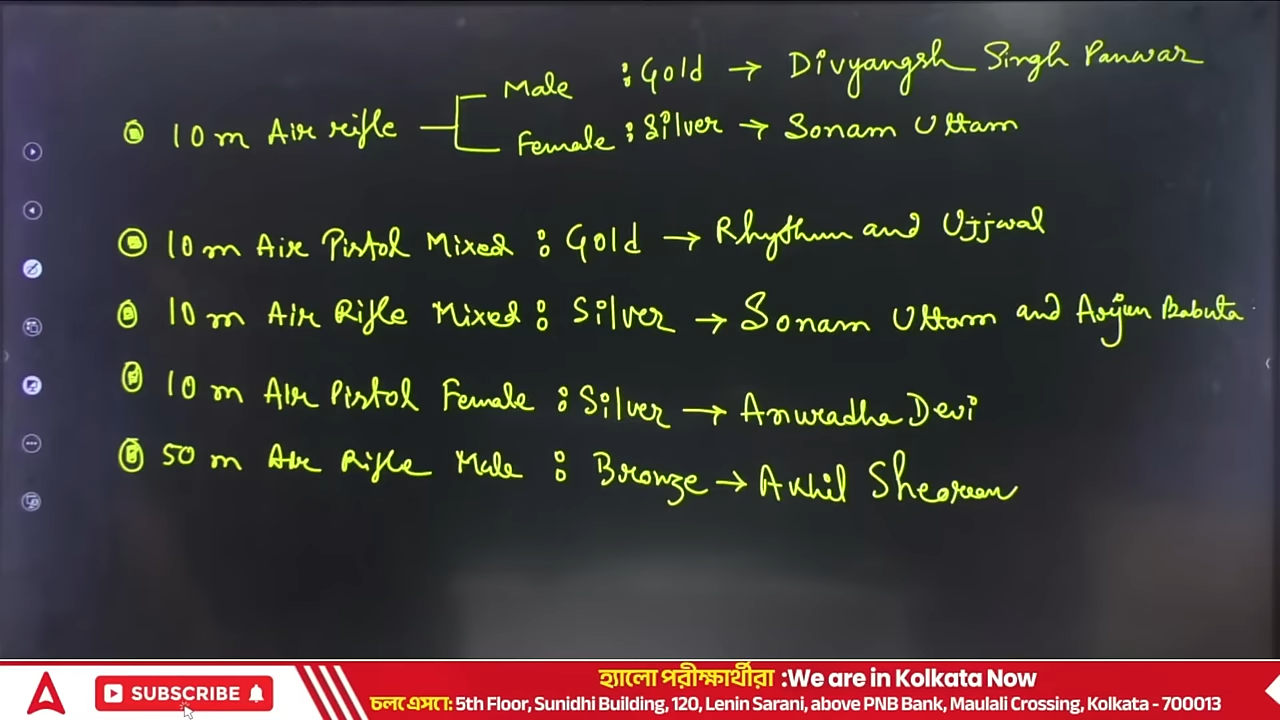 Male : Gold → Divyangsh Singh Panwar
10 m Air rifle
Female : Silver → Sonam Uttam
10 m Air Pistol Mixed : Gold → Rhythum and Ujjwal
10 m Air Rifle Mixed : Silver → Sonam Uttam and Arjun Babuta
10 m Air Pistol Female : Silver → Anuradha Devi
50 m Air Rifle Male : Bronze → Akhil Sheoran
SUBSCRIBE
হ্যালো পরীক্ষার্থীরা :We are in Kolkata Now
চলে এসো: 5th Floor, Sunidhi Building, 120, Lenin Sarani, above PNB Bank, Maulali Crossing, Kolkata - 700013